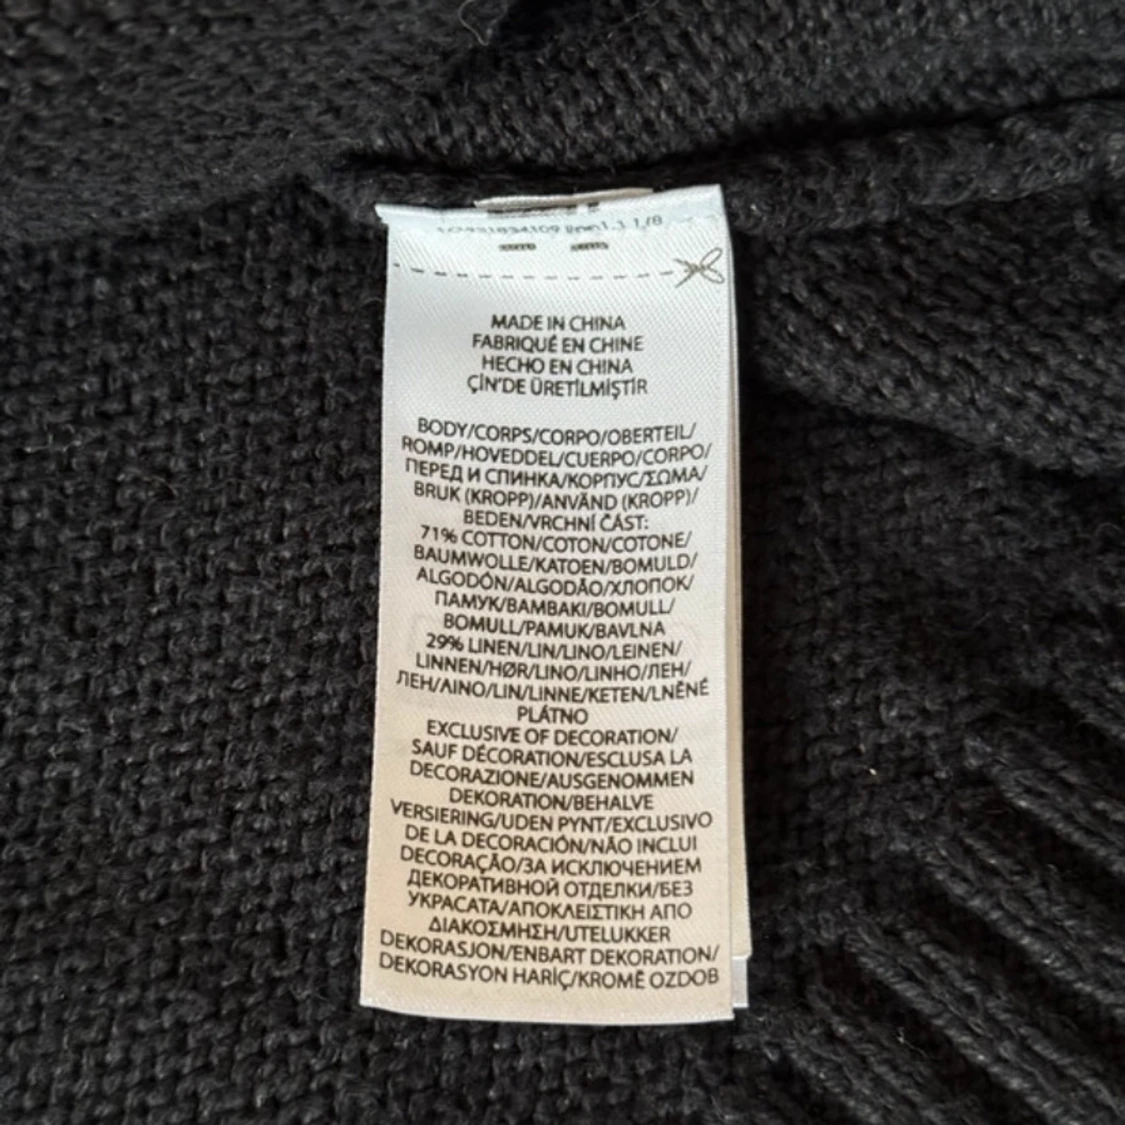 1 1/8
MADE IN CHINA
FABRIQUÉ EN CHINE
HECHO EN CHINA
ÇİN'DE ÜRETİLMİŞTİR
BODY/CORPS/CORPO/OBERTEIL/
ROMP/HOVEDDEL/CUERPO/CORPO/
ПЕРЕД И СПИНКА/КОРПУС/ΣΩΜΑ/
BRUK (KROPP)/ANVÄND (KROPP)/
BEDEN/VRCHNÍ ČÁST:
71% COTTON/COTON/COTONE/
BAUMWOLLE/KATOEN/BOMULD/
ALGODÓN/ALGODÃO/ХЛОПОК/
ПАМУК/ΒΑΜΒΑΚΙ/BOMULL/
BOMULL/PAMUK/BAVLNA
29% LINEN/LIN/LINO/LEINEN/
LINNEN/HØR/LINO/LINHO/ЛЕН/
ЛЕН/ΛΙΝΟ/LIN/LINNE/KETEN/LNĚNÉ
PLÁTNO
EXCLUSIVE OF DECORATION/
SAUF DÉCORATION/ESCLUSA LA
DECORAZIONE/AUSGENOMMEN
DEKORATION/BEHALVE
VERSIERING/UDEN PYNT/EXCLUSIVO
DE LA DECORACIÓN/NÃO INCLUI
DECORAÇÃO/ЗА ИСКЛЮЧЕНИЕМ
ДЕКОРАТИВНОЙ ОТДЕЛКИ/БЕЗ
УКРАСАТА/ΑΠΟΚΛΕΙΣΤΙΚΗ ΑΠΟ
ΔΙΑΚΟΣΜΗΣΗ/UTELUKKER
DEKORASJON/ENBART DEKORATION/
DEKORASYON HARİÇ/KROMĚ OZDOB